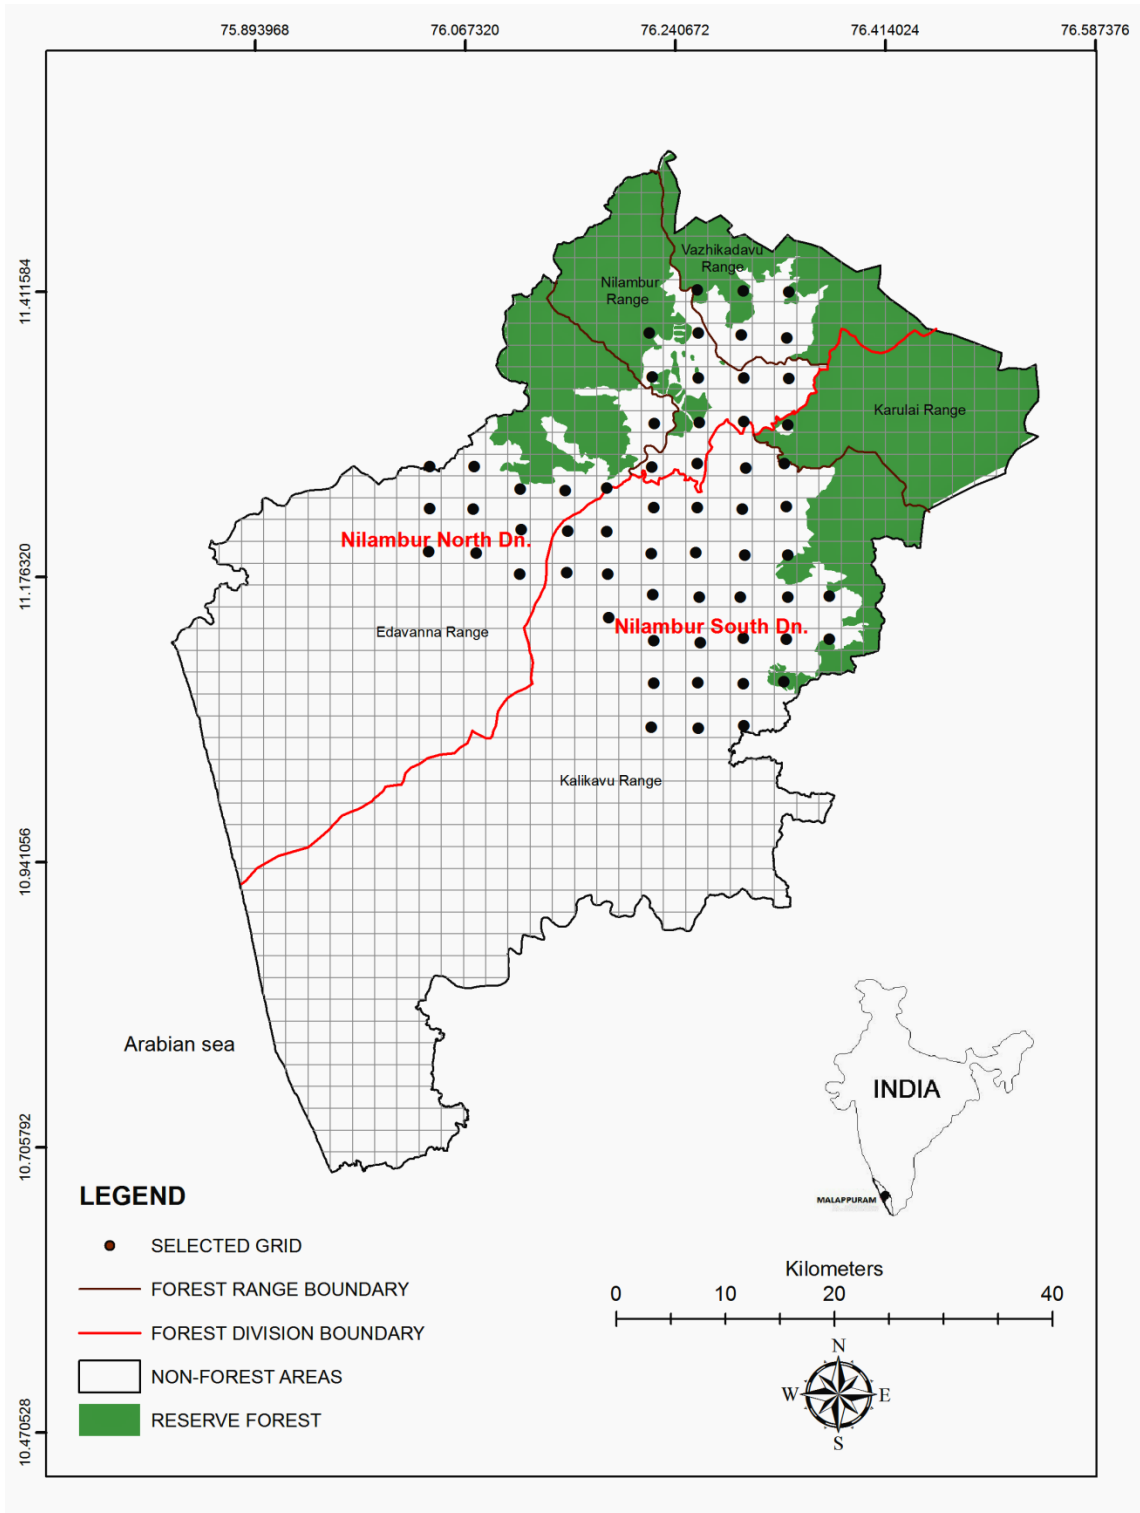 75.893968
76.067320
76.240672
76.414024
76.587376
11.411584
11.176320
10.941056
10.705792
10.470528
Vazhikadavu
Range
Nilambur
Range
Karulai Range
Nilambur North Dn.
Edavanna Range
Nilambur South Dn.
Kalikavu Range
Arabian sea
INDIA
MALAPPURAM
LEGEND
SELECTED GRID
FOREST RANGE BOUNDARY
FOREST DIVISION BOUNDARY
NON-FOREST AREAS
RESERVE FOREST
Kilometers
0 10 20 40
N
W E
S